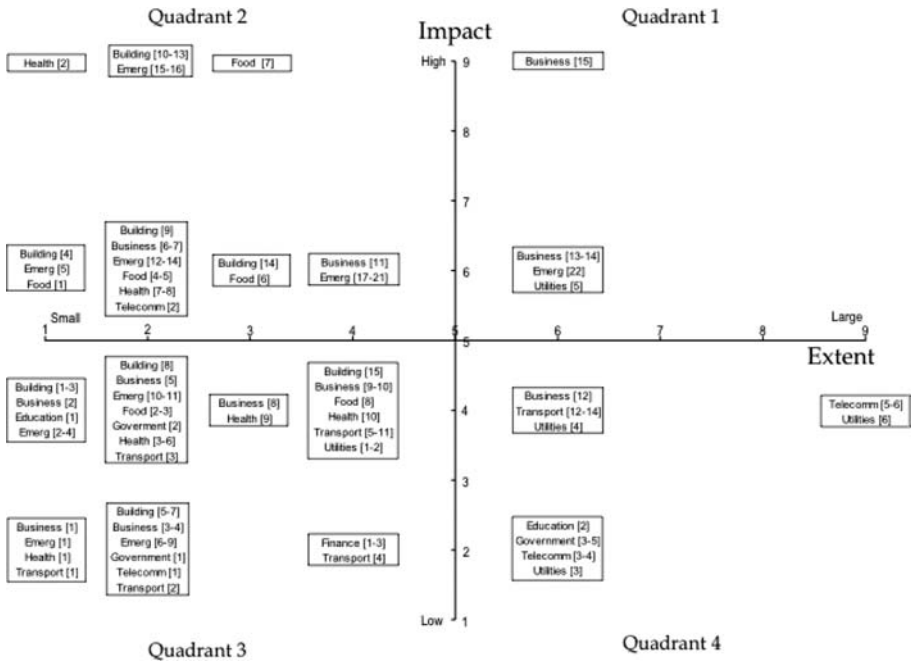 Quadrant 2
Quadrant 1
Impact
High
9
Health [2]
Building [10-13]
Emerg [15-16]
Food [7]
Business [15]
8
7
Building [4]
Emerg [5]
Food [1]
Building [9]
Business [6-7]
Emerg [12-14]
Food [4-5]
Health [7-8]
Telecomm [2]
Building [14]
Food [6]
Business [11]
Emerg [17-21]
6
Business [13-14]
Emerg [22]
Utilities [5]
Small
Large
1
2
3
4
5
5
6
7
8
9
Extent
Building [1-3]
Business [2]
Education [1]
Emerg [2-4]
Building [8]
Business [5]
Emerg [10-11]
Food [2-3]
Goverment [2]
Health [3-6]
Transport [3]
Business [8]
Health [9]
Building [15]
Business [9-10]
Food [8]
Health [10]
Transport [5-11]
Utilities [1-2]
4
Business [12]
Transport [12-14]
Utilities [4]
Telecomm [5-6]
Utilities [6]
3
Business [1]
Emerg [1]
Health [1]
Transport [1]
Building [5-7]
Business [3-4]
Emerg [6-9]
Government [1]
Telecomm [1]
Transport [2]
Finance [1-3]
Transport [4]
2
Education [2]
Government [3-5]
Telecomm [3-4]
Utilities [3]
Low
1
Quadrant 3
Quadrant 4